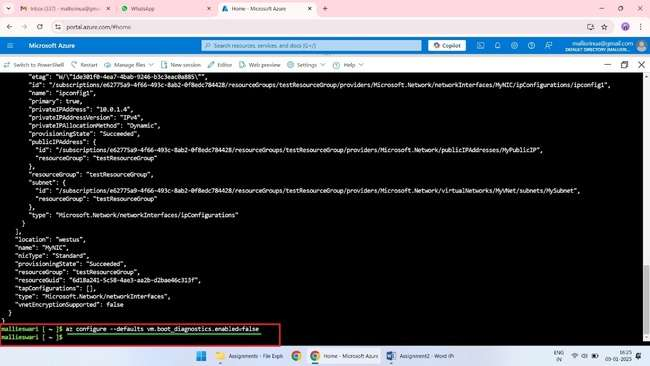 Inbox (337) - mallisrinua@gmai
WhatsApp
Home - Microsoft Azure
portal.azure.com/#home
Microsoft Azure
Search resources, services, and docs (G+/)
Copilot
mallisrinua@gmail.com
DEFAULT DIRECTORY (MALLISRIN...
Switch to PowerShell
Restart
Manage files
New session
Editor
Web preview
Settings
Help
"etag": "W/\"1de301f0-4ea7-4bab-9246-b3c3eac0a885\"",
"id": "/subscriptions/e62775a9-4f66-493c-8ab2-0f8edc784428/resourceGroups/testResourceGroup/providers/Microsoft.Network/networkInterfaces/MyNIC/ipConfigurations/ipconfig1",
"name": "ipconfig1",
"primary": true,
"privateIPAddress": "10.0.1.4",
"privateIPAddressVersion": "IPv4",
"privateIPAllocationMethod": "Dynamic",
"provisioningState": "Succeeded",
"publicIPAddress": {
"id": "/subscriptions/e62775a9-4f66-493c-8ab2-0f8edc784428/resourceGroups/testResourceGroup/providers/Microsoft.Network/publicIPAddresses/MyPublicIP",
"resourceGroup": "testResourceGroup"
},
"resourceGroup": "testResourceGroup",
"subnet": {
"id": "/subscriptions/e62775a9-4f66-493c-8ab2-0f8edc784428/resourceGroups/testResourceGroup/providers/Microsoft.Network/virtualNetworks/MyVNet/subnets/MySubnet",
"resourceGroup": "testResourceGroup"
},
"type": "Microsoft.Network/networkInterfaces/ipConfigurations"
}
],
"location": "westus",
"name": "MyNIC",
"nicType": "Standard",
"provisioningState": "Succeeded",
"resourceGroup": "testResourceGroup",
"resourceGuid": "6d18a241-5c58-4ae3-aa2b-d2bae46c313f",
"tapConfigurations": [],
"type": "Microsoft.Network/networkInterfaces",
"vnetEncryptionSupported": false
}
}
mallieswari [ ~ ]$ az configure --defaults vm.boot_diagnostics.enabled=false
mallieswari [ ~ ]$
Assignments - File Expl
Home - Microsoft Azure
Assignment2 - Word (Pr
ENG
IN
16:25
03-01-2025